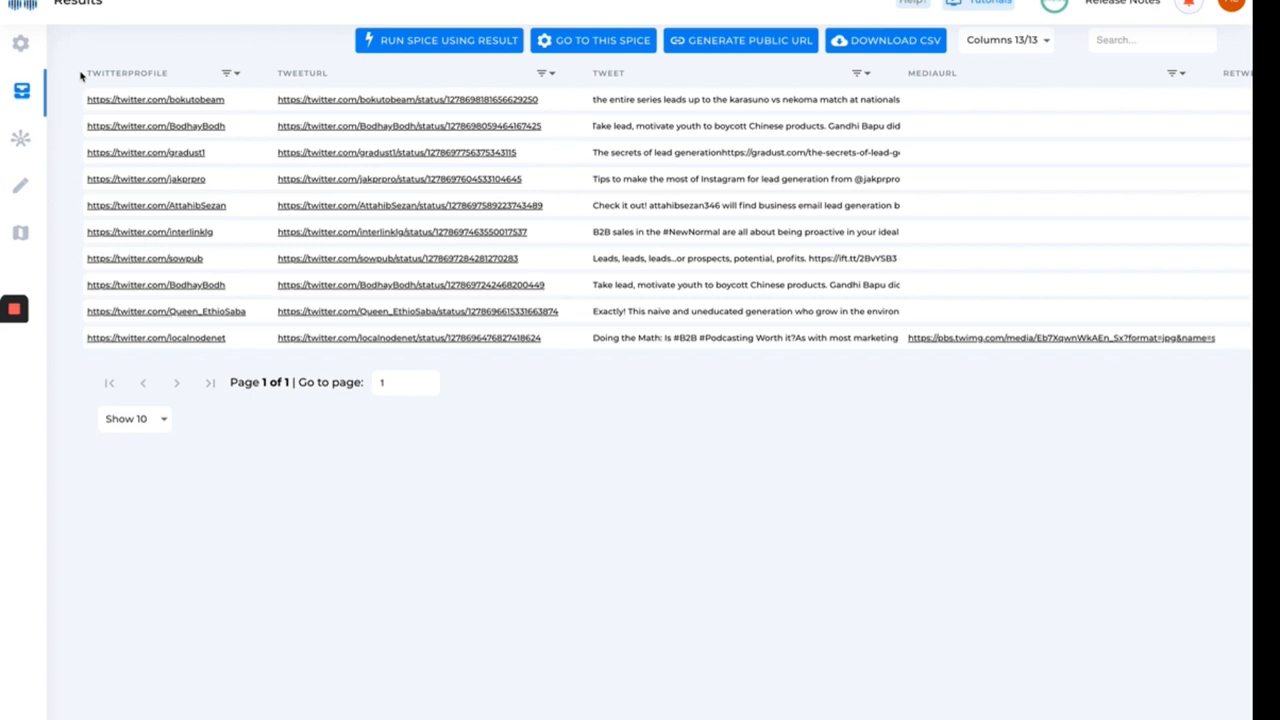 Results
Help?
Tutorials
Release Notes
RUN SPICE USING RESULT
GO TO THIS SPICE
GENERATE PUBLIC URL
DOWNLOAD CSV
Columns 13/13
Search...
TWITTERPROFILE TWEETURL TWEET MEDIAURL RETW
https://twitter.com/bokutobeam https://twitter.com/bokutobeam/status/1278698181656629250 the entire series leads up to the karasuno vs nekoma match at nationals
https://twitter.com/BodhayBodh https://twitter.com/BodhayBodh/status/1278698059464167425 Take lead, motivate youth to boycott Chinese products. Gandhi Bapu did
https://twitter.com/gradust1 https://twitter.com/gradust1/status/1278697756375343115 The secrets of lead generationhttps://gradust.com/the-secrets-of-lead-g
https://twitter.com/jakprpro https://twitter.com/jakprpro/status/1278697604533104645 Tips to make the most of Instagram for lead generation from @jakprpro
https://twitter.com/AttahibSezan https://twitter.com/AttahibSezan/status/1278697589223743489 Check it out! attahibsezan346 will find business email lead generation b
https://twitter.com/interlinklg https://twitter.com/interlinklg/status/1278697463550017537 B2B sales in the #NewNormal are all about being proactive in your ideal
https://twitter.com/sowpub https://twitter.com/sowpub/status/1278697284281270283 Leads, leads, leads...or prospects, potential, profits. https://ift.tt/2BvYSB3
https://twitter.com/BodhayBodh https://twitter.com/BodhayBodh/status/1278697242468200449 Take lead, motivate youth to boycott Chinese products. Gandhi Bapu dic
https://twitter.com/Queen_EthioSaba https://twitter.com/Queen_EthioSaba/status/1278696615331663874 Exactly! This naive and uneducated generation who grow in the environ
https://twitter.com/localnodenet https://twitter.com/localnodenet/status/1278696476827418624 Doing the Math: Is #B2B #Podcasting Worth it?As with most marketing https://pbs.twimg.com/media/Eb7XqwnWkAEn_Sx?format=jpg&name=s
Page 1 of 1 | Go to page: 1
Show 10